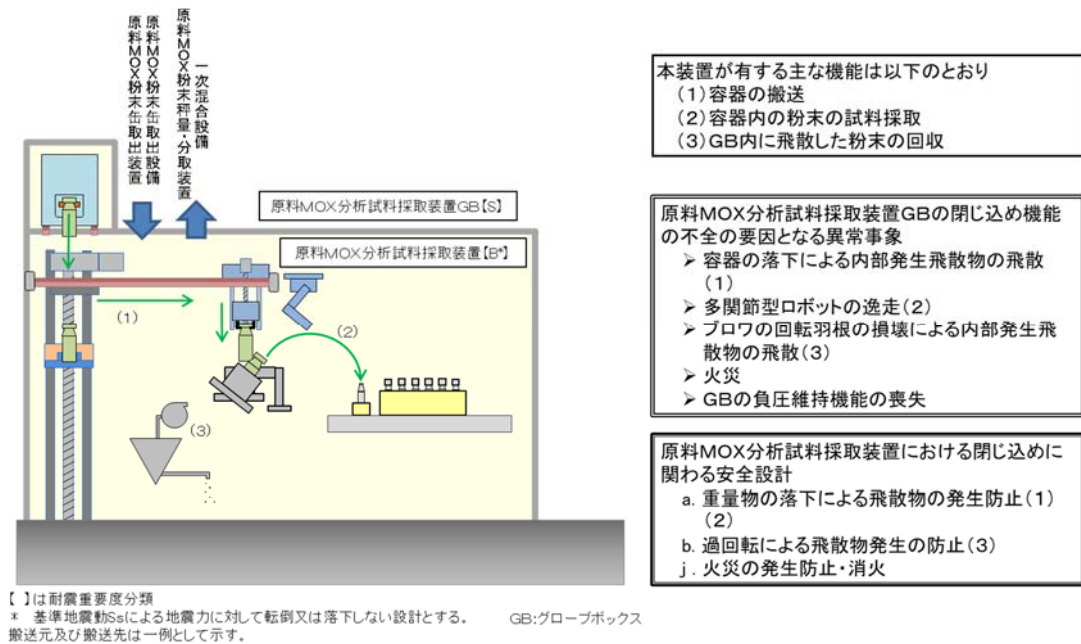 原料MOX粉末缶取出装置
原料MOX粉末缶取出設備
原料MOX粉末秤量・分取装置
一次混合設備
原料MOX分析試料採取装置GB【S】
原料MOX分析試料採取装置【B*】
(1)
(2)
(3)
本装置が有する主な機能は以下のとおり
(1)容器の搬送
(2)容器内の粉末の試料採取
(3)GB内に飛散した粉末の回収
原料MOX分析試料採取装置GBの閉じ込め機能
の不全の要因となる異常事象
➢ 容器の落下による内部発生飛散物の飛散
(1)
➢ 多関節型ロボットの逸走(2)
➢ ブロワの回転羽根の損壊による内部発生飛
散物の飛散(3)
➢ 火災
➢ GBの負圧維持機能の喪失
原料MOX分析試料採取装置における閉じ込めに
関わる安全設計
a. 重量物の落下による飛散物の発生防止(1)
(2)
b. 過回転による飛散物発生の防止(3)
j. 火災の発生防止・消火
【 】は耐震重要度分類
* 基準地震動Ssによる地震力に対して転倒又は落下しない設計とする。 GB:グローブボックス
搬送元及び搬送先は一例として示す。